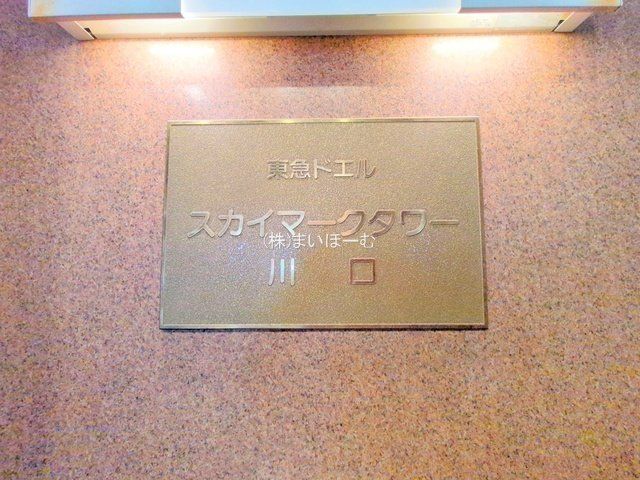 東急ドエル
スカイマークタワー
(株)まいほーむ
川口